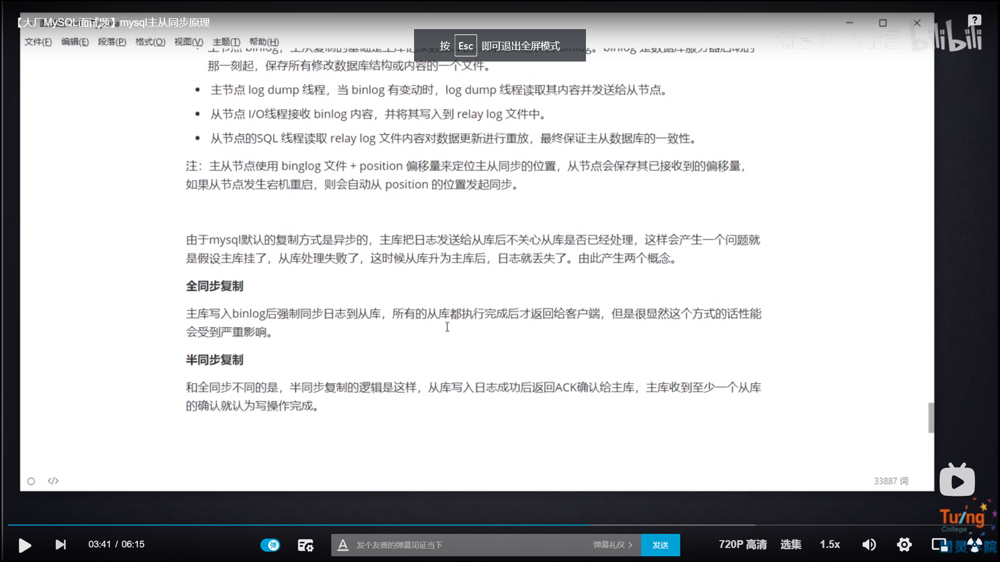 【大厂MySQL面试题】mysql主从同步原理
文件(F) 编辑(E) 段落(P) 格式(O) 视图(V) 主题(T) 帮助(H)
按 Esc 即可退出全屏模式
bilibili
那一刻起，保存所有修改数据库结构或内容的一个文件。
• 主节点 log dump 线程，当 binlog 有变动时，log dump 线程读取其内容并发送给从节点。
• 从节点 I/O线程接收 binlog 内容，并将其写入到 relay log 文件中。
• 从节点的SQL 线程读取 relay log 文件内容对数据更新进行重放，最终保证主从数据库的一致性。
注：主从节点使用 binglog 文件 + position 偏移量来定位主从同步的位置，从节点会保存其已接收到的偏移量，
如果从节点发生宕机重启，则会自动从 position 的位置发起同步。
由于mysql默认的复制方式是异步的，主库把日志发送给从库后不关心从库是否已经处理，这样会产生一个问题就
是假设主库挂了，从库处理失败了，这时候从库升为主库后，日志就丢失了。由此产生两个概念。
全同步复制
主库写入binlog后强制同步日志到从库，所有的从库都执行完成后才返回给客户端，但是很显然这个方式的话性能
会受到严重影响。
半同步复制
和全同步不同的是，半同步复制的逻辑是这样，从库写入日志成功后返回ACK确认给主库，主库收到至少一个从库
的确认就认为写操作完成。
</> 33887 词
Turing
College
03:41 / 06:15 弹 发个友善的弹幕见证当下 弹幕礼仪 > 发送 720P 高清 选集 1.5x